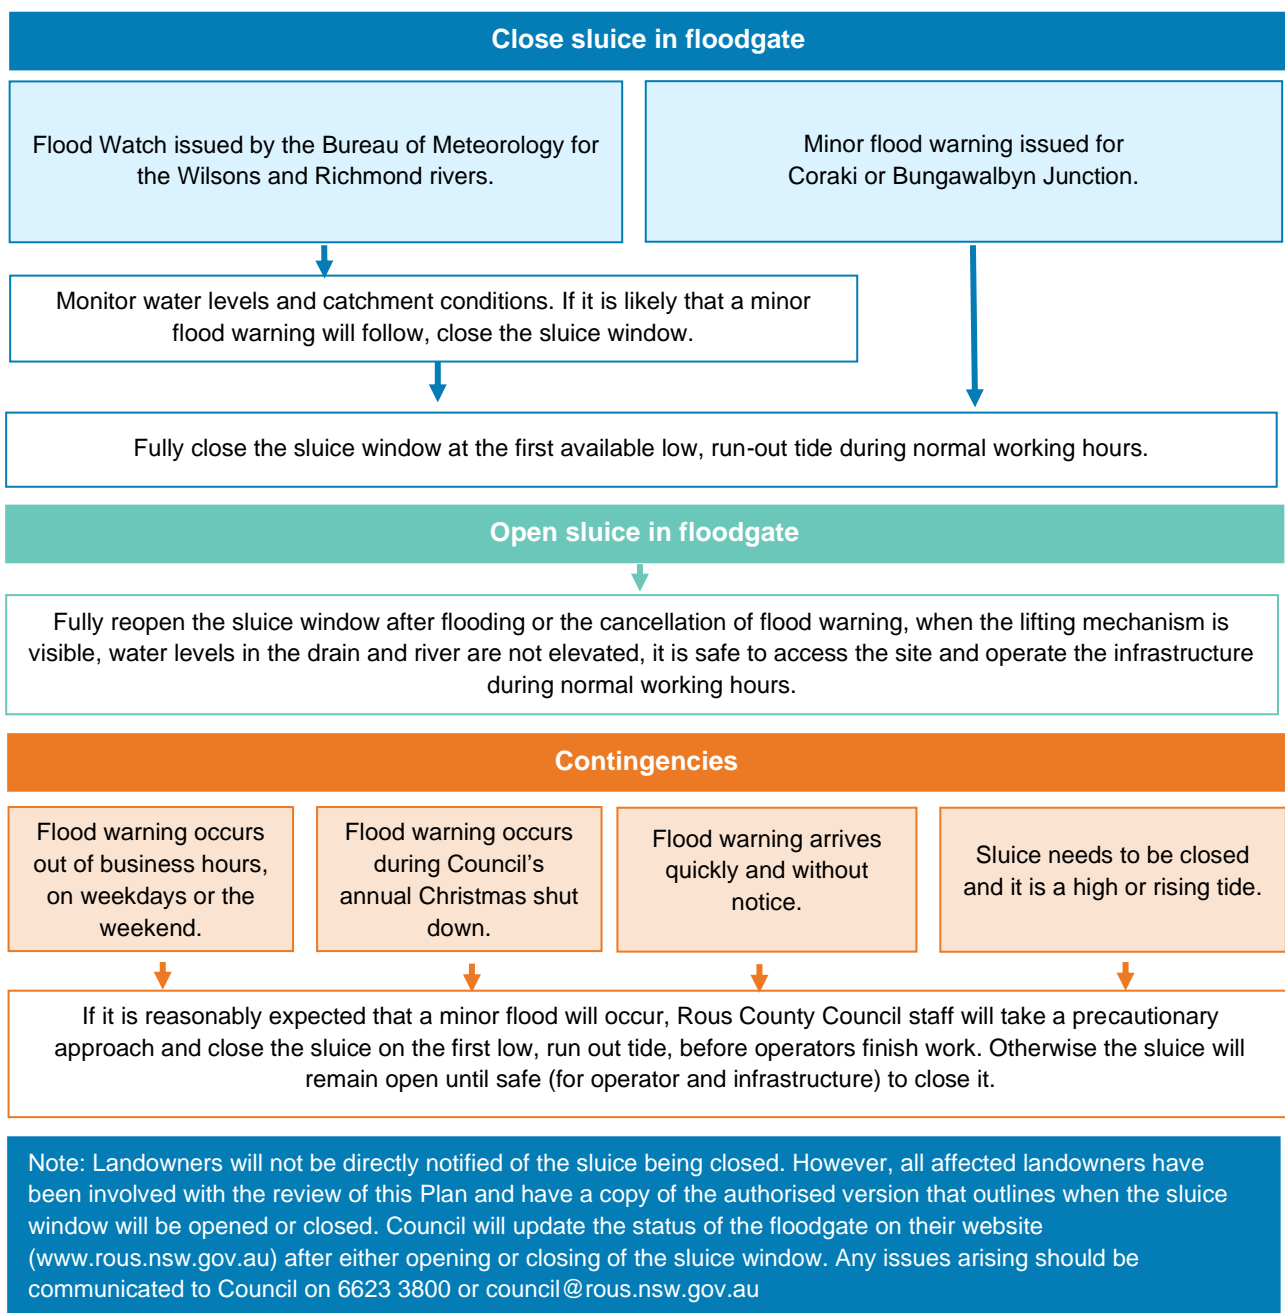 Close sluice in floodgate
Flood Watch issued by the Bureau of Meteorology for
the Wilsons and Richmond rivers.
Minor flood warning issued for
Coraki or Bungawalbyn Junction.
Monitor water levels and catchment conditions. If it is likely that a minor
flood warning will follow, close the sluice window.
Fully close the sluice window at the first available low, run-out tide during normal working hours.
Open sluice in floodgate
Fully reopen the sluice window after flooding or the cancellation of flood warning, when the lifting mechanism is
visible, water levels in the drain and river are not elevated, it is safe to access the site and operate the infrastructure
during normal working hours.
Contingencies
Flood warning occurs
out of business hours,
on weekdays or the
weekend.
Flood warning occurs
during Council's
annual Christmas shut
down.
Flood warning arrives
quickly and without
notice.
Sluice needs to be closed
and it is a high or rising tide.
If it is reasonably expected that a minor flood will occur, Rous County Council staff will take a precautionary
approach and close the sluice on the first low, run out tide, before operators finish work. Otherwise the sluice will
remain open until safe (for operator and infrastructure) to close it.
Note: Landowners will not be directly notified of the sluice being closed. However, all affected landowners have
been involved with the review of this Plan and have a copy of the authorised version that outlines when the sluice
window will be opened or closed. Council will update the status of the floodgate on their website
(www.rous.nsw.gov.au) after either opening or closing of the sluice window. Any issues arising should be
communicated to Council on 6623 3800 or council@rous.nsw.gov.au